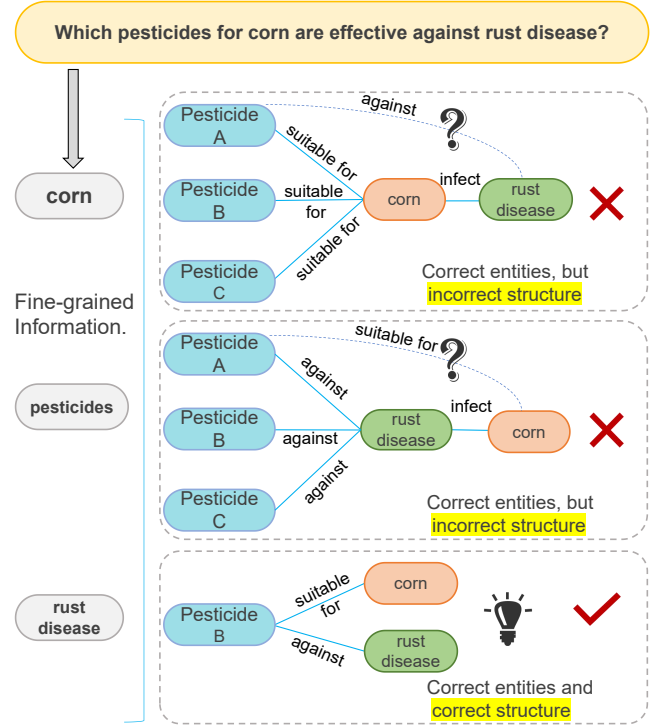 Which pesticides for corn are effective against rust disease?
corn
Fine-grained
Information.
pesticides
rust
disease
Pesticide
A
against
suitable for
Pesticide
B
suitable
for
corn
infect
rust
disease
suitable for
Pesticide
C
Correct entities, but
incorrect structure
Pesticide
A
suitable for
against
Pesticide
B
against
rust
disease
infect
corn
against
Pesticide
C
Correct entities, but
incorrect structure
suitable
for
corn
Pesticide
B
against
rust
disease
Correct entities and
correct structure